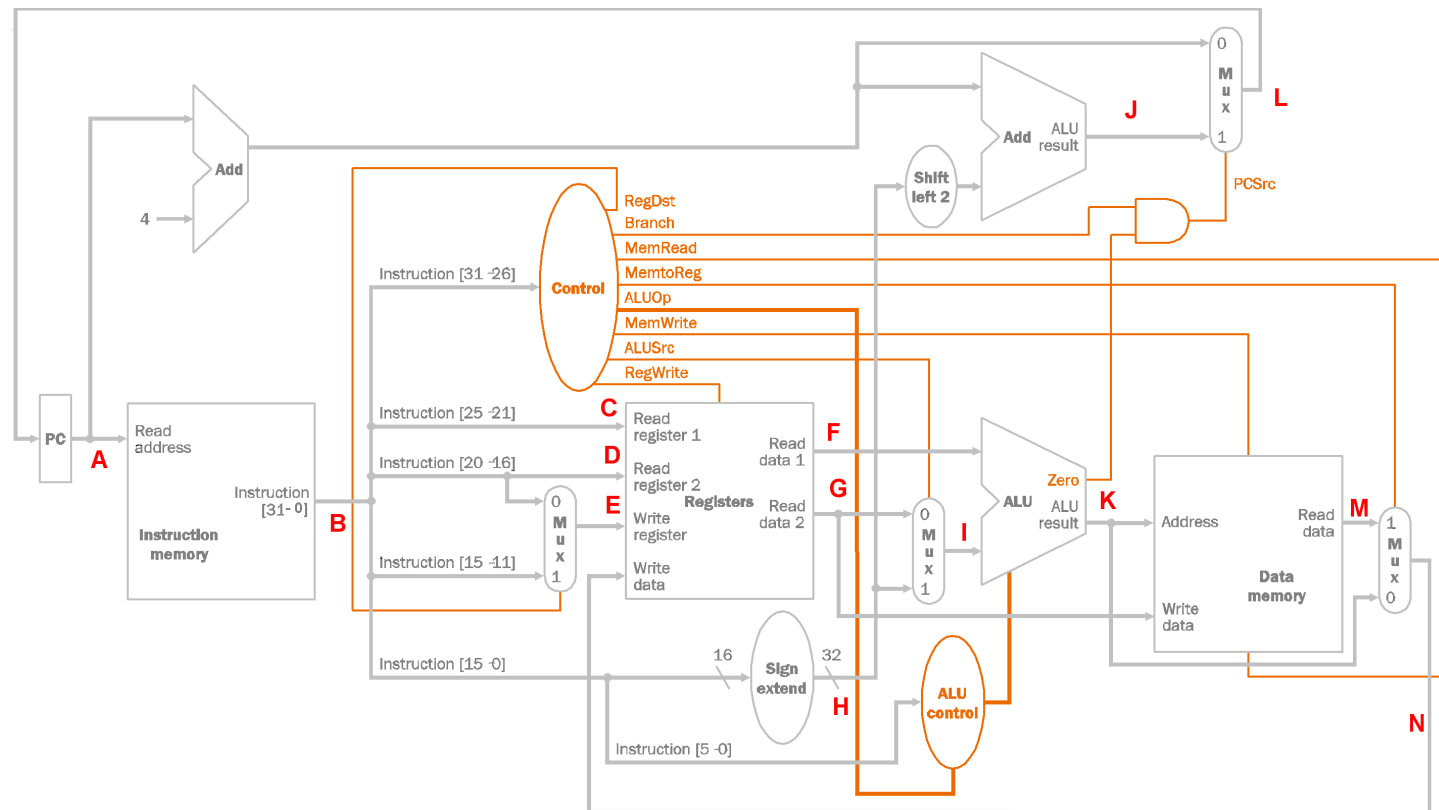 0
M
u
x
1
L
J
Add
ALU
result
Add
4
Shift
left 2
PCSrc
RegDst
Branch
MemRead
MemtoReg
ALUOp
MemWrite
ALUSrc
RegWrite
Control
Instruction [31-26]
Instruction [25-21]
Instruction [20-16]
Instruction [15-11]
Instruction [15-0]
Instruction [5-0]
PC
A
Read
address
Instruction
[31-0]
Instruction
memory
B
C
D
E
0
M
u
x
1
Read
register 1
Read
register 2
Registers
Write
register
Write
data
Read
data 1
Read
data 2
F
G
0
M
u
x
1
I
Zero
ALU
ALU
result
K
Address
Read
data
Data
memory
Write
data
M
1
M
u
x
0
16
Sign
extend
32
H
ALU
control
N